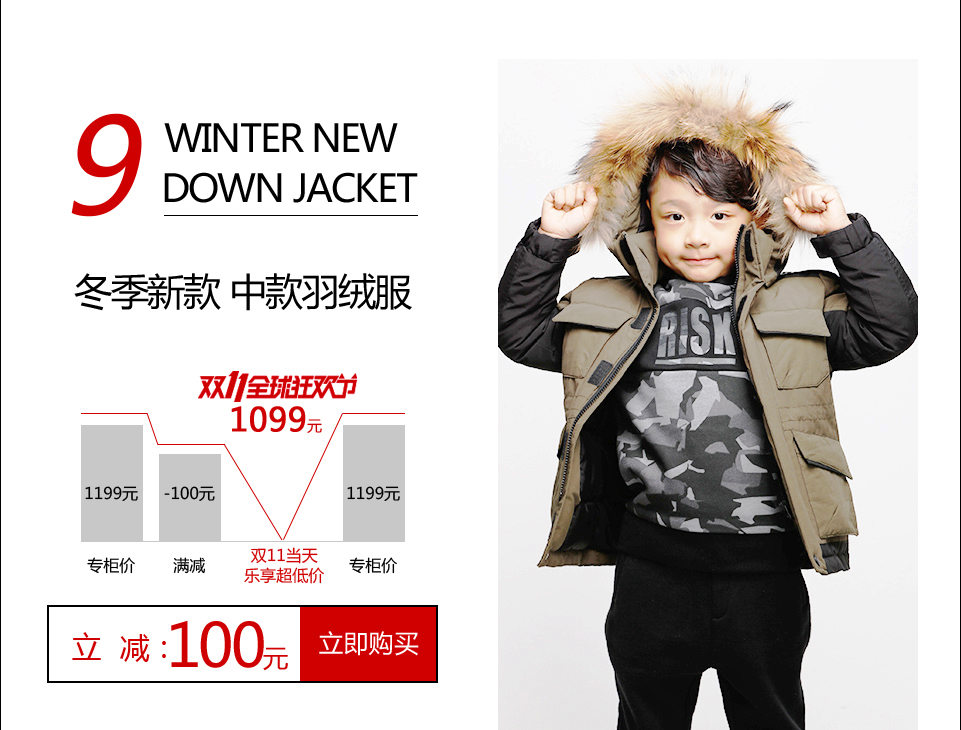 9
WINTER NEW
DOWN JACKET
冬季新款 中款羽绒服
双11全球狂欢节
1099元
1199元
-100元
1199元
专柜价
满减
双11当天
乐享超低价
专柜价
立 减:100元
立即购买
RISK